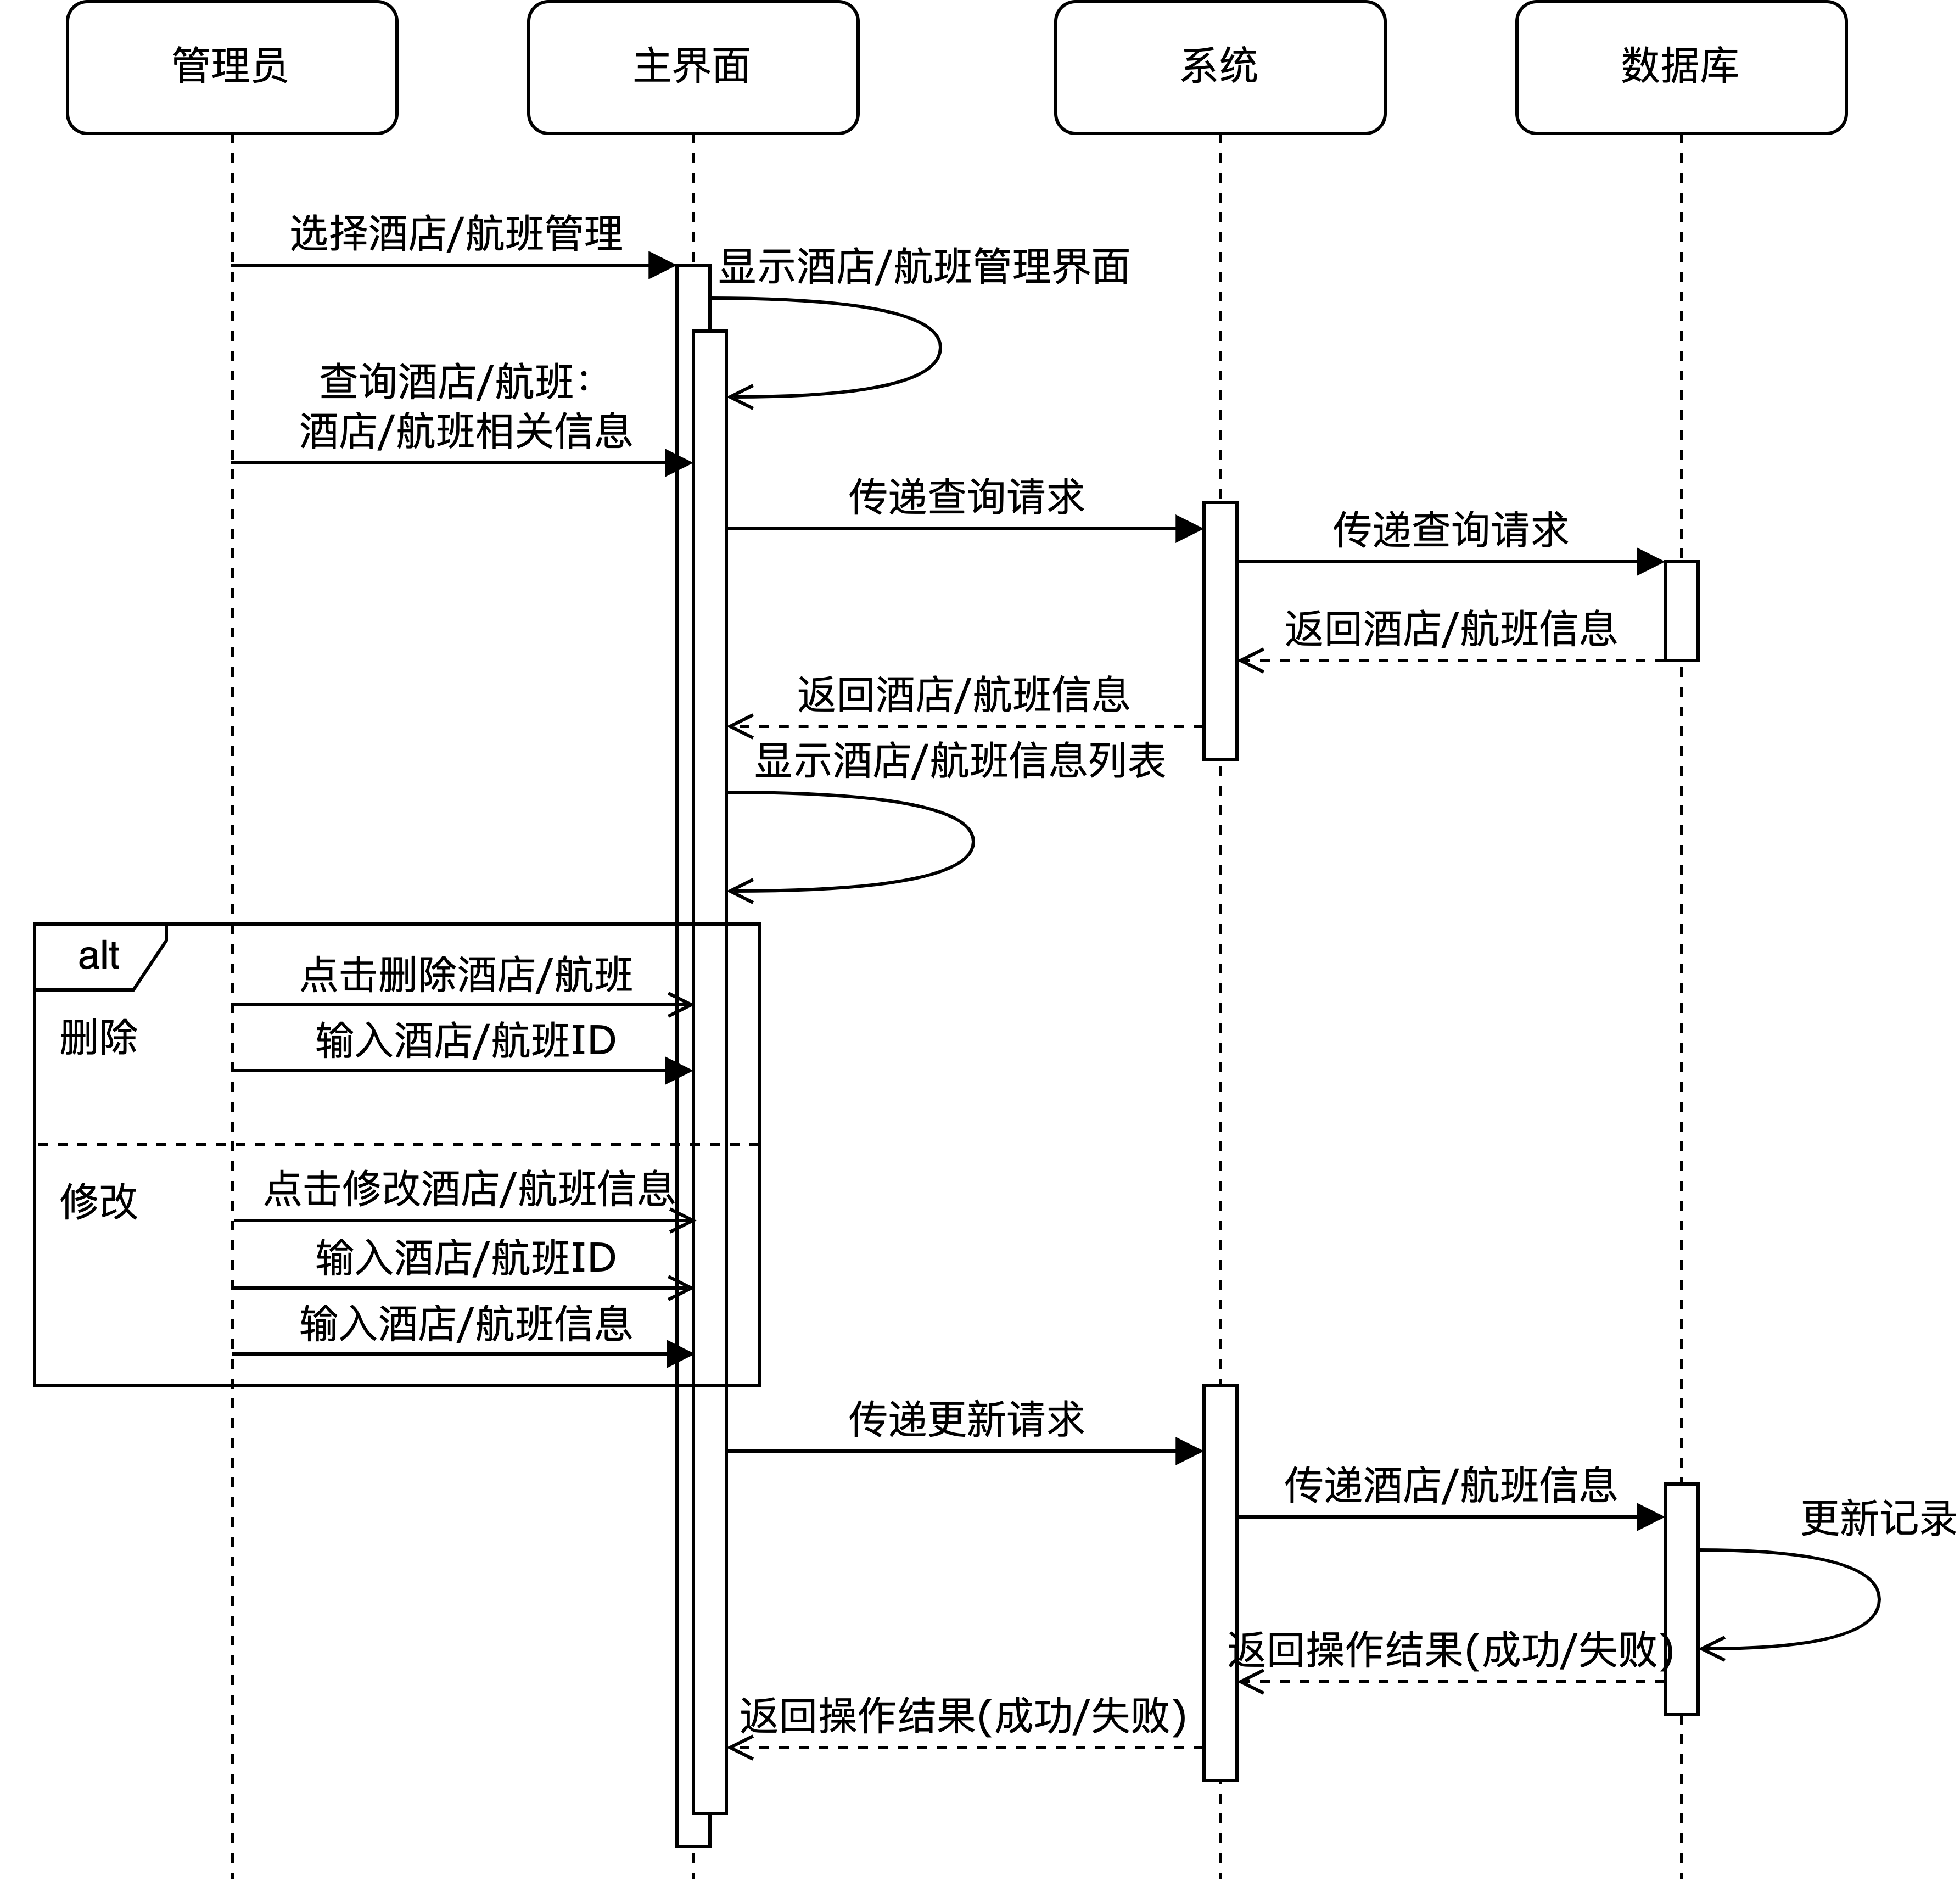 管理员
主界面
系统
数据库
选择酒店/航班管理
显示酒店/航班管理界面
查询酒店/航班：
酒店/航班相关信息
传递查询请求
传递查询请求
返回酒店/航班信息
返回酒店/航班信息
显示酒店/航班信息列表
alt
点击删除酒店/航班
删除
输入酒店/航班ID
点击修改酒店/航班信息
修改
输入酒店/航班ID
输入酒店/航班信息
传递更新请求
传递酒店/航班信息
更新记录
返回操作结果(成功/失败)
返回操作结果(成功/失败)